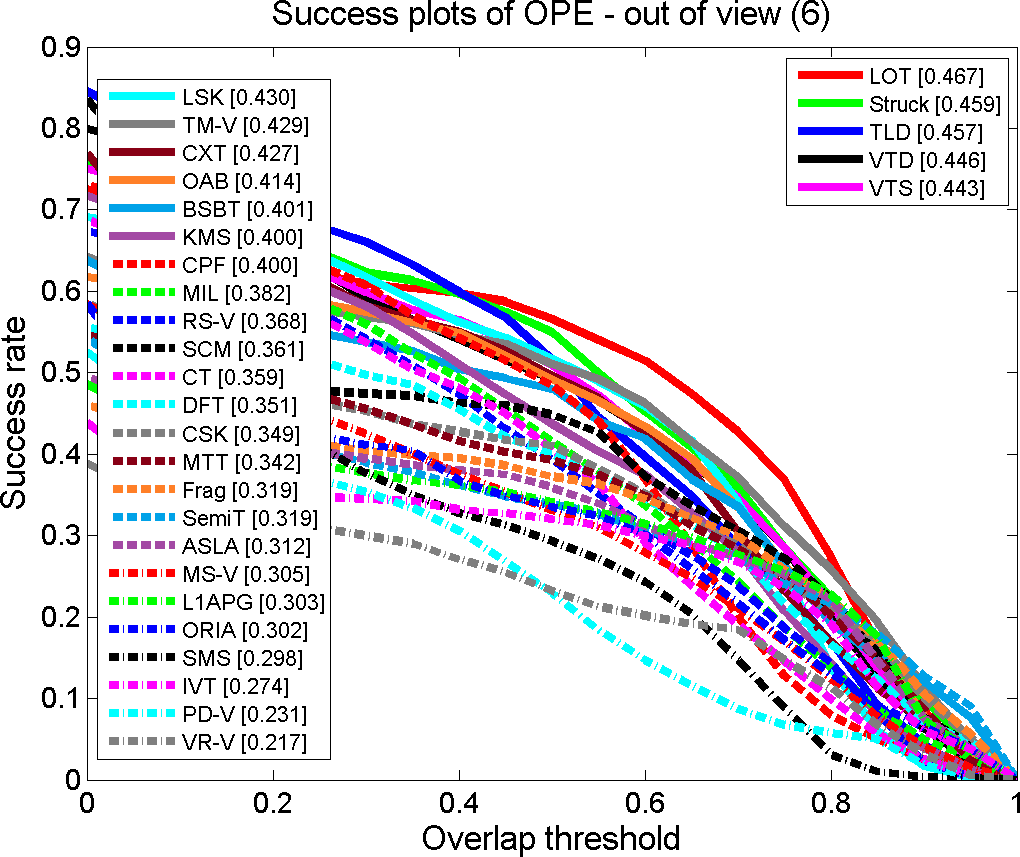 Success plots of OPE - out of view (6)
Success rate
0.9
0.8
0.7
0.6
0.5
0.4
0.3
0.2
0.1
0
LSK [0.430]
TM-V [0.429]
CXT [0.427]
OAB [0.414]
BSBT [0.401]
KMS [0.400]
CPF [0.400]
MIL [0.382]
RS-V [0.368]
SCM [0.361]
CT [0.359]
DFT [0.351]
CSK [0.349]
MTT [0.342]
Frag [0.319]
SemiT [0.319]
ASLA [0.312]
MS-V [0.305]
L1APG [0.303]
ORIA [0.302]
SMS [0.298]
IVT [0.274]
PD-V [0.231]
VR-V [0.217]
LOT [0.467]
Struck [0.459]
TLD [0.457]
VTD [0.446]
VTS [0.443]
0 0.2 0.4 0.6 0.8 1
Overlap threshold